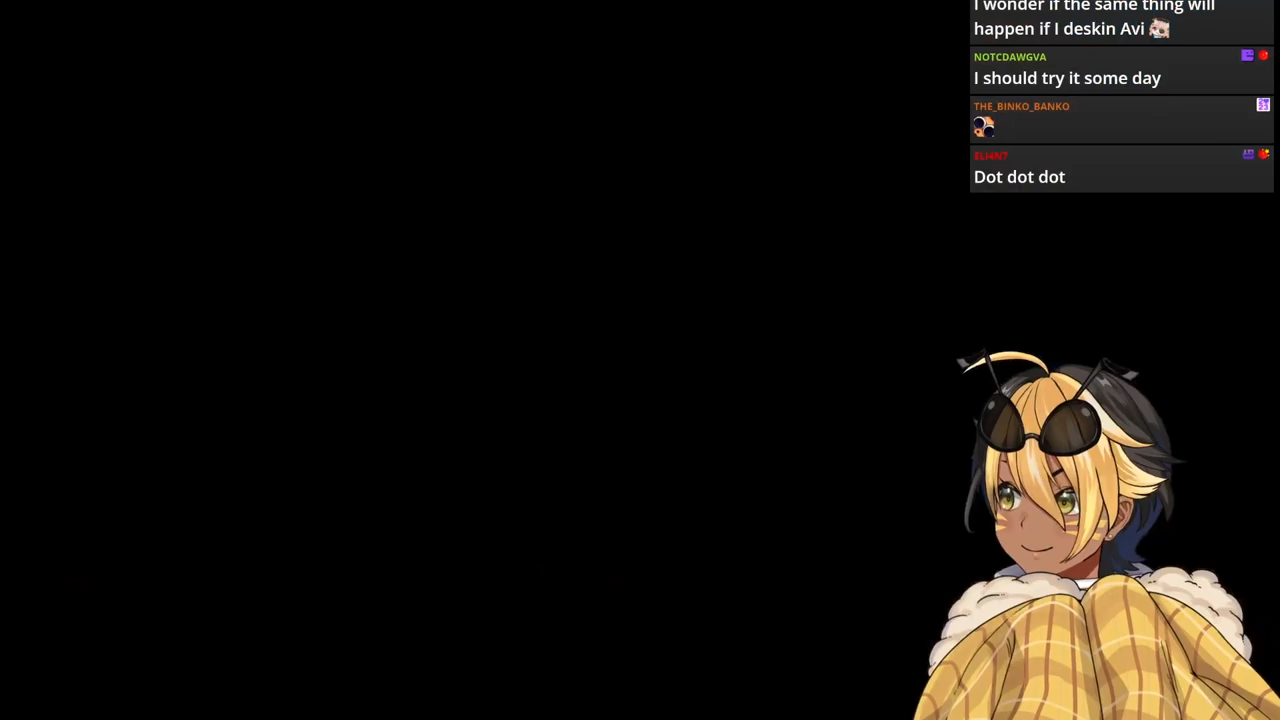 I wonder if the same thing will
happen if I deskin Avi
NOTCDAWGVA
I should try it some day
THE_BINKO_BANKO
ELI4N7
Dot dot dot